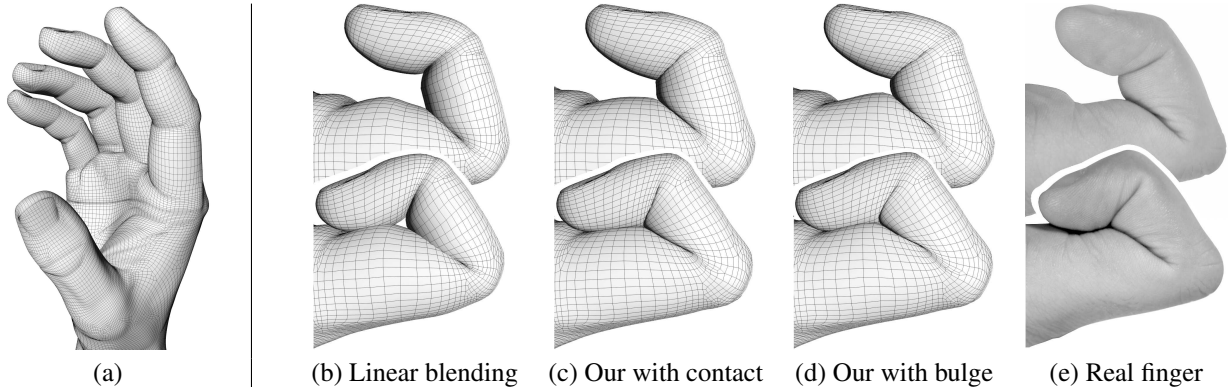 (a)
(b) Linear blending
(c) Our with contact
(d) Our with bulge
(e) Real finger